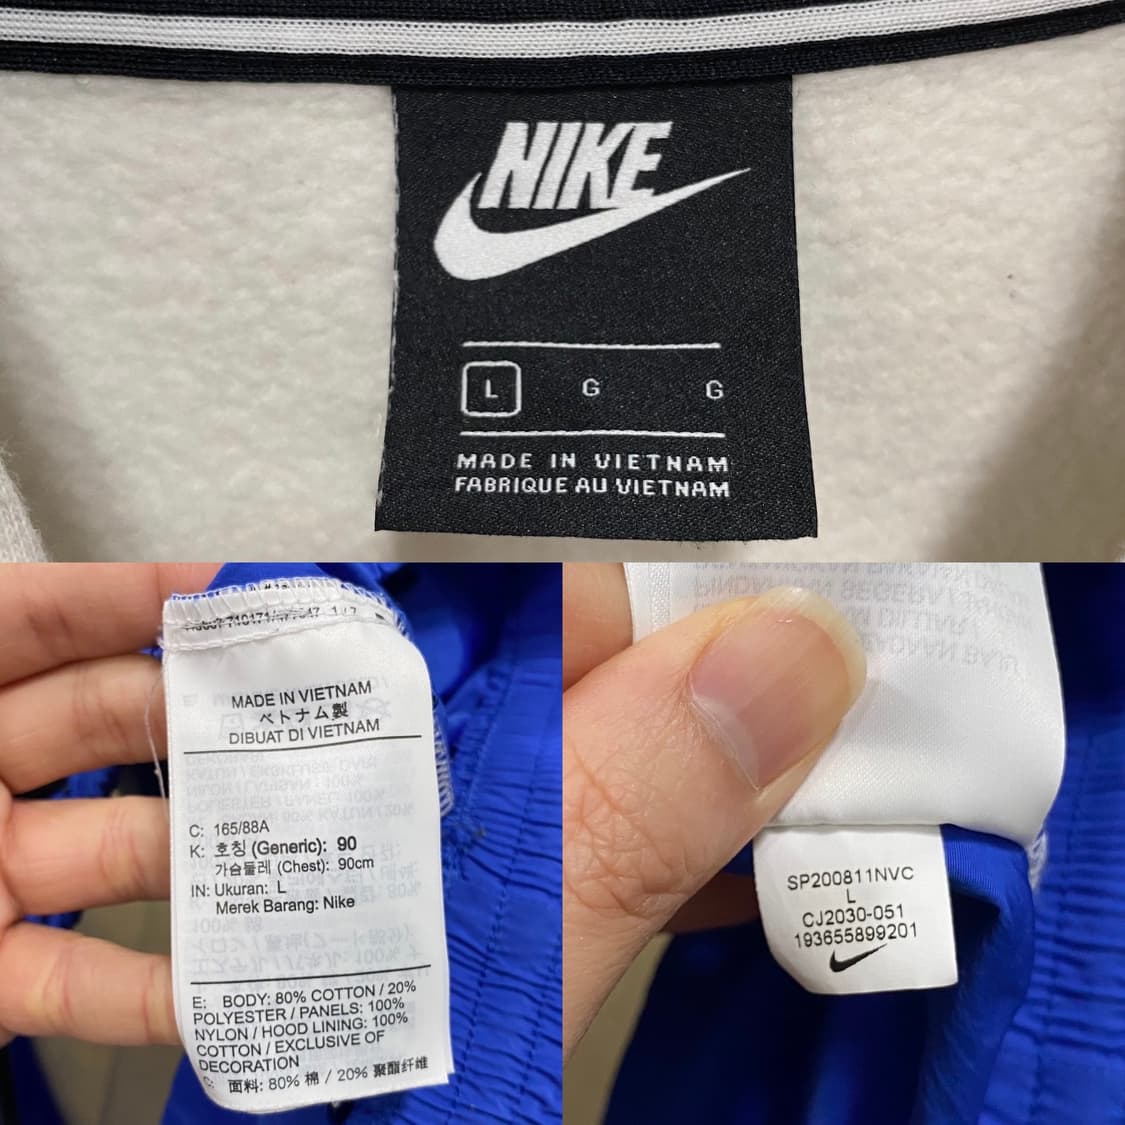 NIKE
L G G
MADE IN VIETNAM
FABRIQUE AU VIETNAM
MADE IN VIETNAM
ベトナム製
DIBUAT DI VIETNAM
C: 165/88A
K: 호칭 (Generic): 90
가슴둘레 (Chest): 90cm
IN: Ukuran: L
Merek Barang: Nike
E: BODY: 80% COTTON / 20%
POLYESTER / PANELS: 100%
NYLON / HOOD LINING: 100%
COTTON / EXCLUSIVE OF
DECORATION
C: 面料: 80% 棉 / 20% 聚酯纤维
SP200811NVC
L
CJ2030-051
193655899201